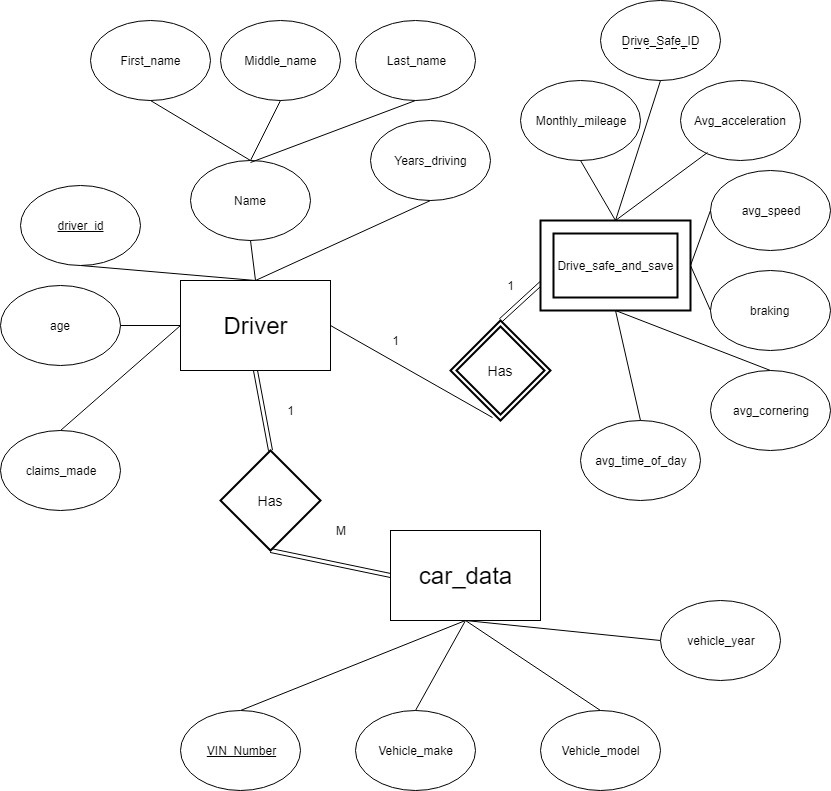 Drive_Safe_ID
First_name
Middle_name
Last_name
Monthly_mileage
Avg_acceleration
Years_driving
Name
avg_speed
driver_id
Drive_safe_and_save
1
braking
age
Driver
1
Has
avg_cornering
1
claims_made
avg_time_of_day
Has
M
car_data
vehicle_year
VIN_Number
Vehicle_make
Vehicle_model